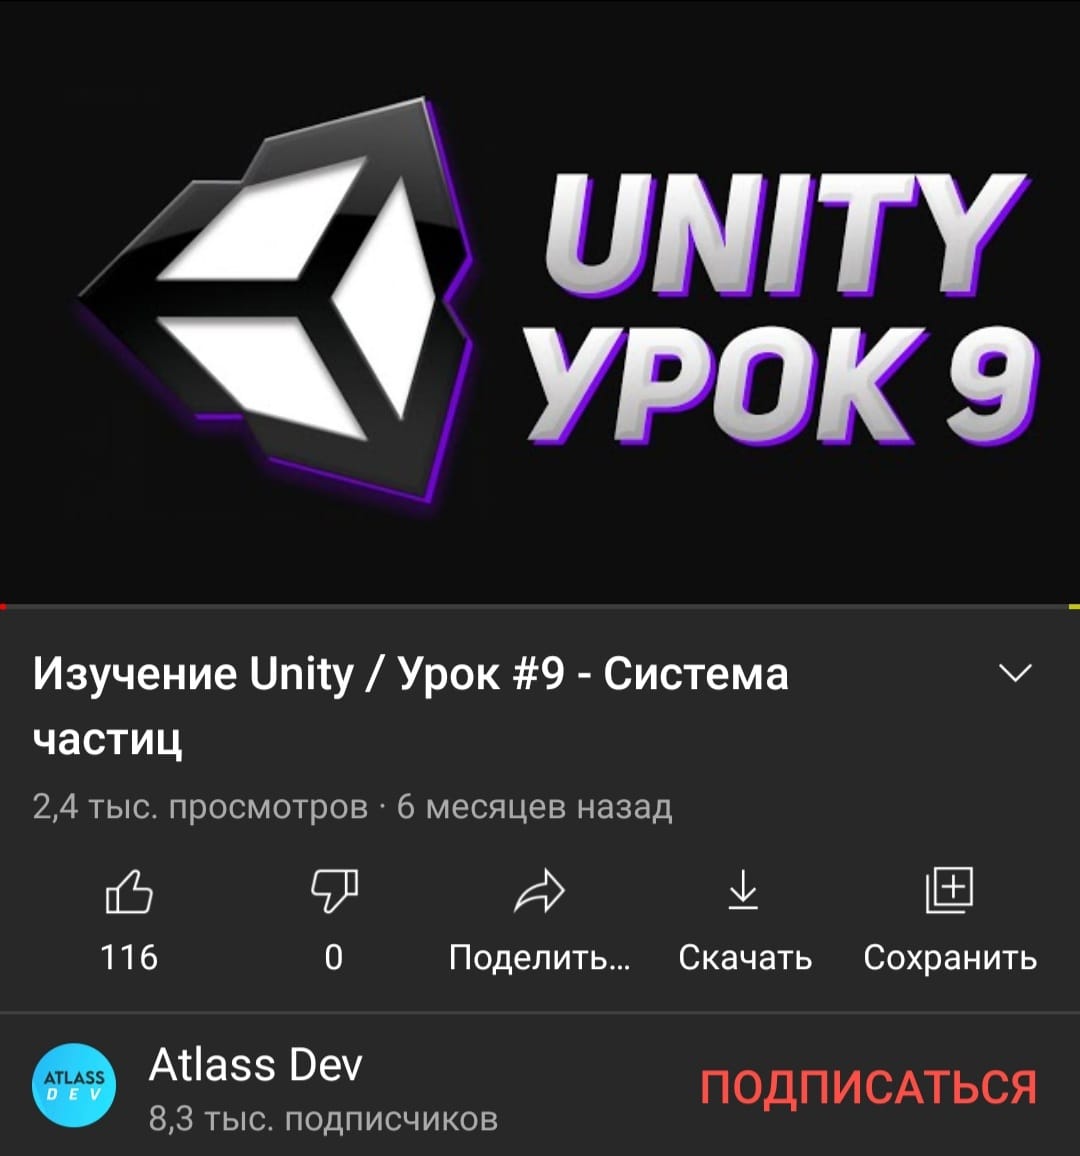 UNITY
УРОК 9
Изучение Unity / Урок #9 - Система
частиц
2,4 тыс. просмотров · 6 месяцев назад
116
0
Поделить...
Скачать
Сохранить
ATLASS
DEV
Atlass Dev
8,3 тыс. подписчиков
ПОДПИСАТЬСЯ